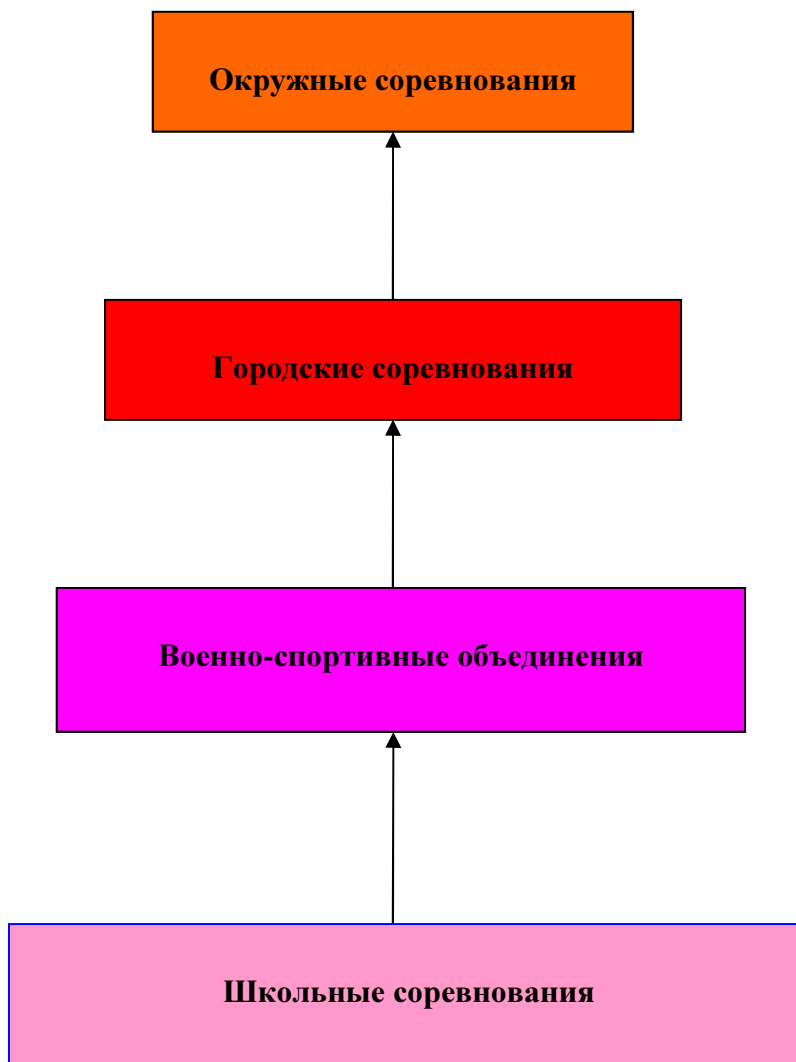 Окружные соревнования
Городские соревнования
Военно-спортивные объединения
Школьные соревнования